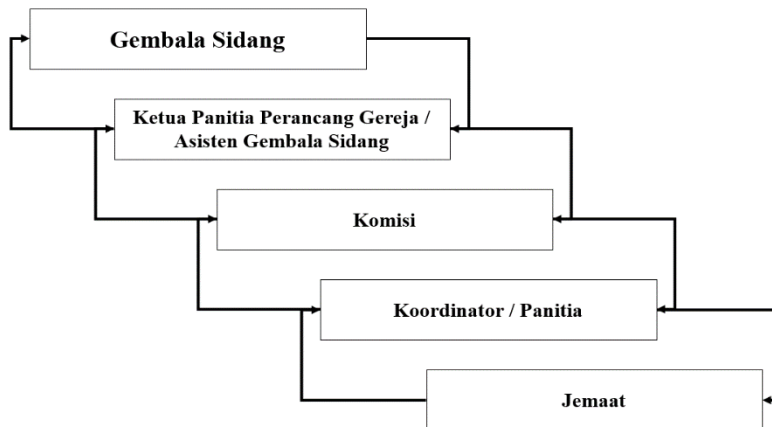 Gembala Sidang
Ketua Panitia Perancang Gereja /
Asisten Gembala Sidang
Komisi
Koordinator / Panitia
Jemaat